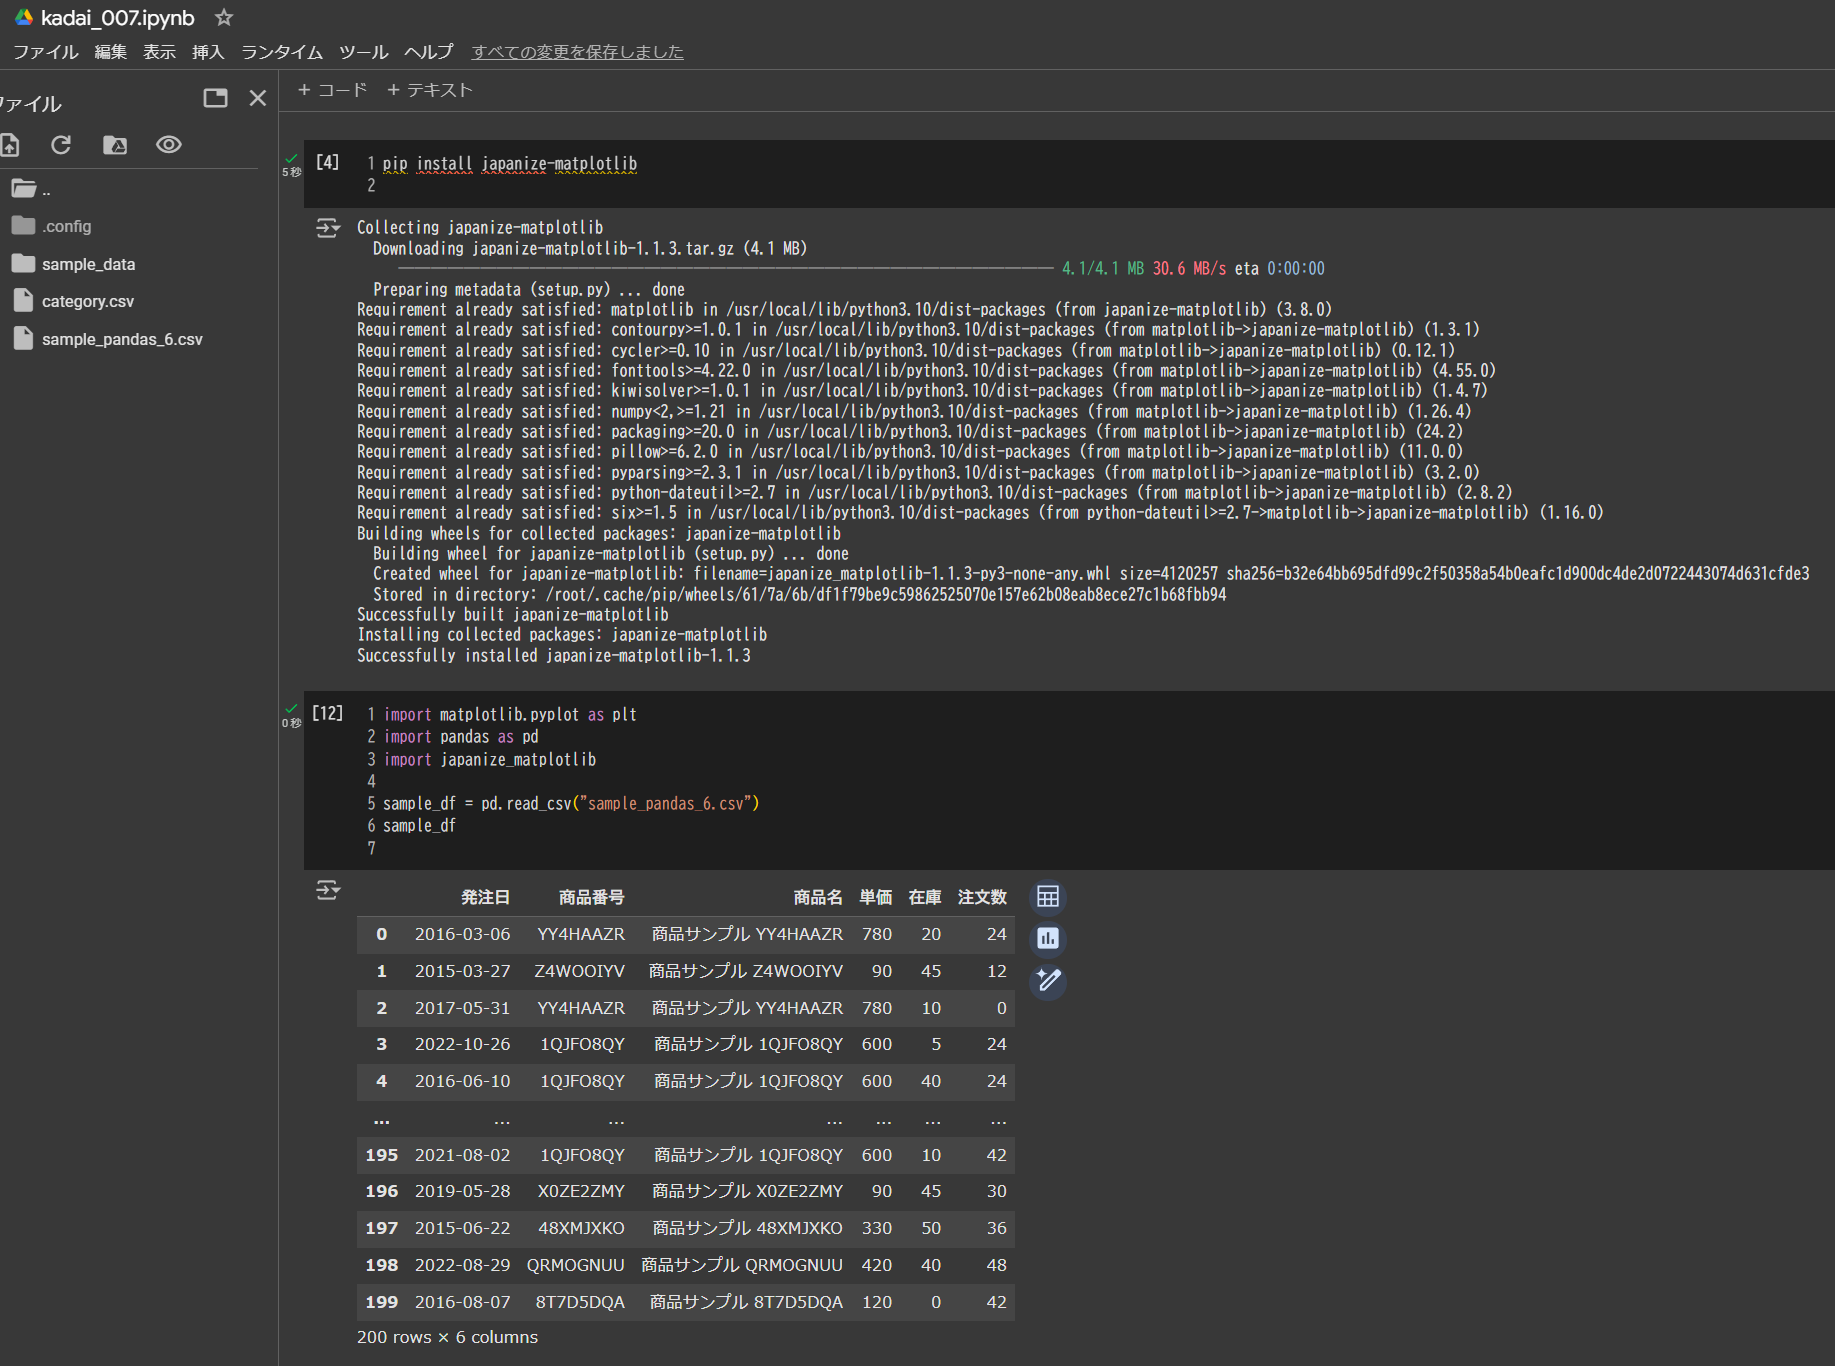 kadai_007.ipynb
ファイル 編集 表示 挿入 ランタイム ツール ヘルプ すべての変更を保存しました
ファイル
+ コード + テキスト
..
.config
sample_data
category.csv
sample_pandas_6.csv
5秒
[4]
1 pip install japanize-matplotlib
2
Collecting japanize-matplotlib
Downloading japanize-matplotlib-1.1.3.tar.gz (4.1 MB)
4.1/4.1 MB 30.6 MB/s eta 0:00:00
Preparing metadata (setup.py) ... done
Requirement already satisfied: matplotlib in /usr/local/lib/python3.10/dist-packages (from japanize-matplotlib) (3.8.0)
Requirement already satisfied: contourpy>=1.0.1 in /usr/local/lib/python3.10/dist-packages (from matplotlib->japanize-matplotlib) (1.3.1)
Requirement already satisfied: cycler>=0.10 in /usr/local/lib/python3.10/dist-packages (from matplotlib->japanize-matplotlib) (0.12.1)
Requirement already satisfied: fonttools>=4.22.0 in /usr/local/lib/python3.10/dist-packages (from matplotlib->japanize-matplotlib) (4.55.0)
Requirement already satisfied: kiwisolver>=1.0.1 in /usr/local/lib/python3.10/dist-packages (from matplotlib->japanize-matplotlib) (1.4.7)
Requirement already satisfied: numpy<2,>=1.21 in /usr/local/lib/python3.10/dist-packages (from matplotlib->japanize-matplotlib) (1.26.4)
Requirement already satisfied: packaging>=20.0 in /usr/local/lib/python3.10/dist-packages (from matplotlib->japanize-matplotlib) (24.2)
Requirement already satisfied: pillow>=6.2.0 in /usr/local/lib/python3.10/dist-packages (from matplotlib->japanize-matplotlib) (11.0.0)
Requirement already satisfied: pyparsing>=2.3.1 in /usr/local/lib/python3.10/dist-packages (from matplotlib->japanize-matplotlib) (3.2.0)
Requirement already satisfied: python-dateutil>=2.7 in /usr/local/lib/python3.10/dist-packages (from matplotlib->japanize-matplotlib) (2.8.2)
Requirement already satisfied: six>=1.5 in /usr/local/lib/python3.10/dist-packages (from python-dateutil>=2.7->matplotlib->japanize-matplotlib) (1.16.0)
Building wheels for collected packages: japanize-matplotlib
Building wheel for japanize-matplotlib (setup.py) ... done
Created wheel for japanize-matplotlib: filename=japanize_matplotlib-1.1.3-py3-none-any.whl size=4120257 sha256=b32e64bb695dfd99c2f50358a54b0eafc1d900dc4de2d0722443074d631cfde3
Stored in directory: /root/.cache/pip/wheels/61/7a/6b/df1f79be9c59862525070e157e62b08eab8ece27c1b68fbb94
Successfully built japanize-matplotlib
Installing collected packages: japanize-matplotlib
Successfully installed japanize-matplotlib-1.1.3
0秒
[12]
1 import matplotlib.pyplot as plt
2 import pandas as pd
3 import japanize_matplotlib
4
5 sample_df = pd.read_csv("sample_pandas_6.csv")
6 sample_df
7
発注日 商品番号 商品名 単価 在庫 注文数
0 2016-03-06 YY4HAAZR 商品サンプル YY4HAAZR 780 20 24
1 2015-03-27 Z4WOOIYV 商品サンプル Z4WOOIYV 90 45 12
2 2017-05-31 YY4HAAZR 商品サンプル YY4HAAZR 780 10 0
3 2022-10-26 1QJFO8QY 商品サンプル 1QJFO8QY 600 5 24
4 2016-06-10 1QJFO8QY 商品サンプル 1QJFO8QY 600 40 24
... ... ... ... ... ... ...
195 2021-08-02 1QJFO8QY 商品サンプル 1QJFO8QY 600 10 42
196 2019-05-28 X0ZE2ZMY 商品サンプル X0ZE2ZMY 90 45 30
197 2015-06-22 48XMJXKO 商品サンプル 48XMJXKO 330 50 36
198 2022-08-29 QRMOGNUU 商品サンプル QRMOGNUU 420 40 48
199 2016-08-07 8T7D5DQA 商品サンプル 8T7D5DQA 120 0 42
200 rows × 6 columns